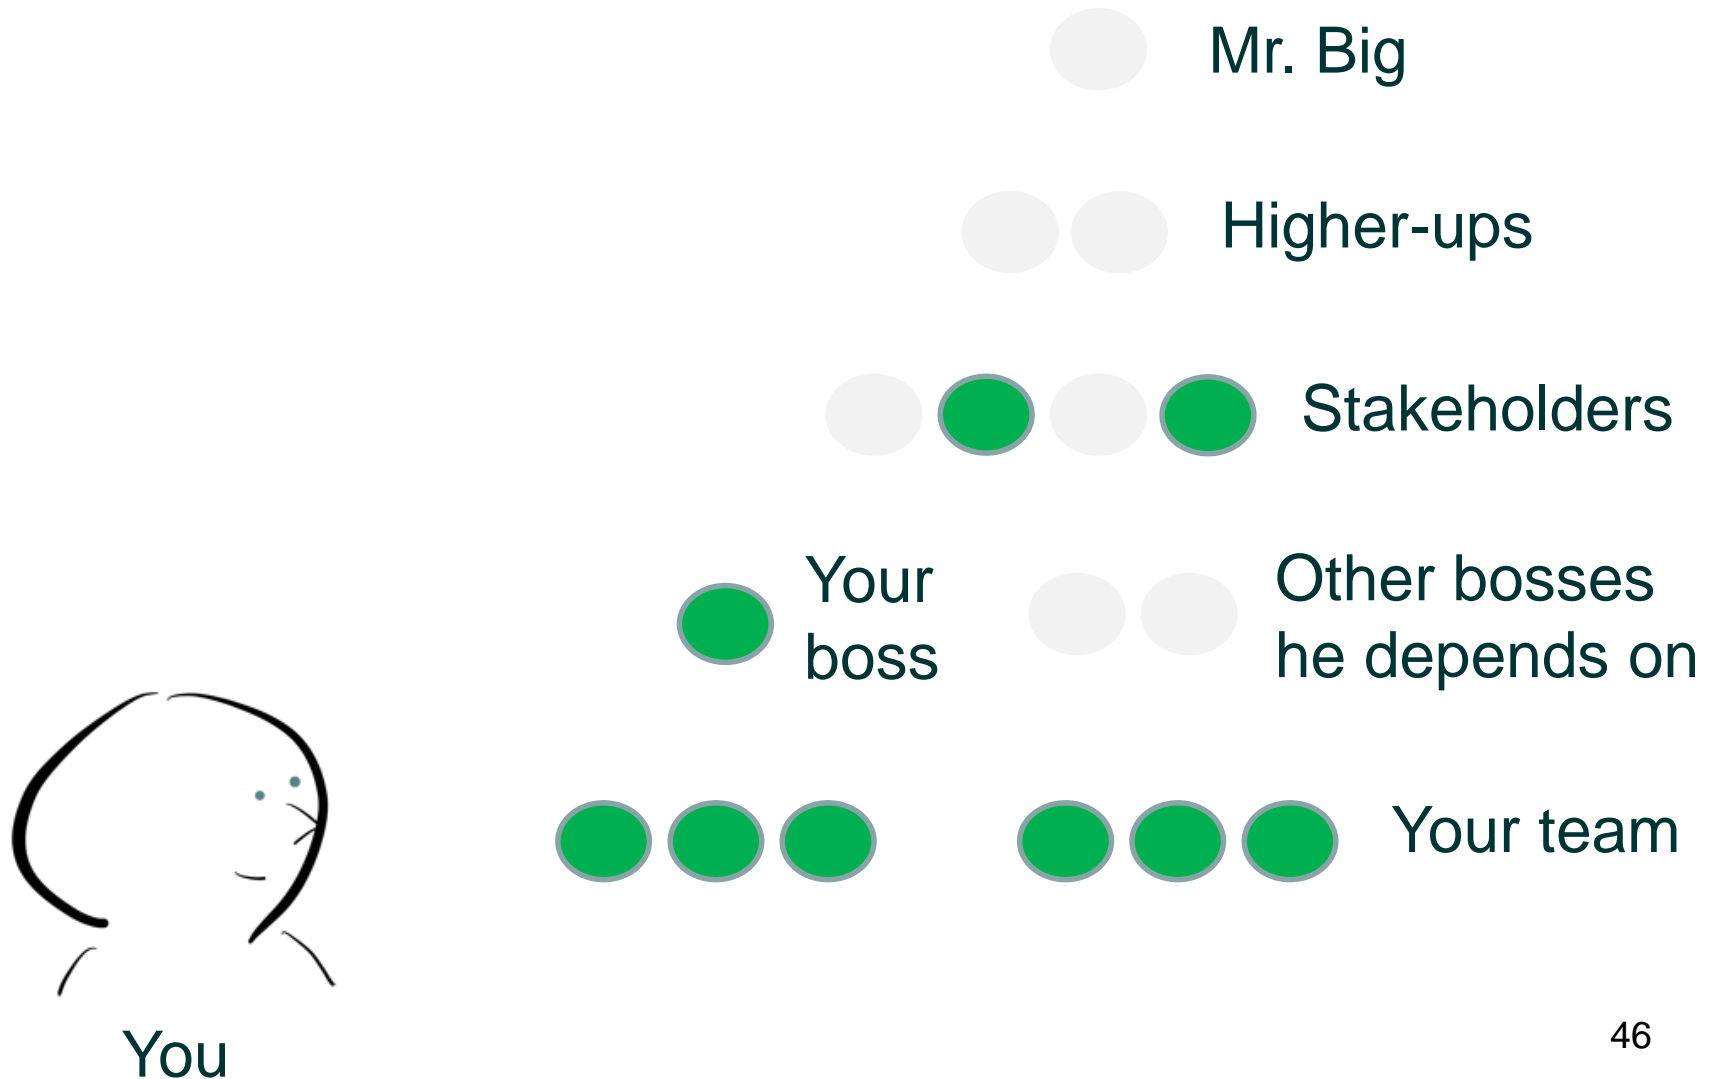 Mr. Big
Higher-ups
Stakeholders
Your
boss
Other bosses
he depends on
Your team
You
46